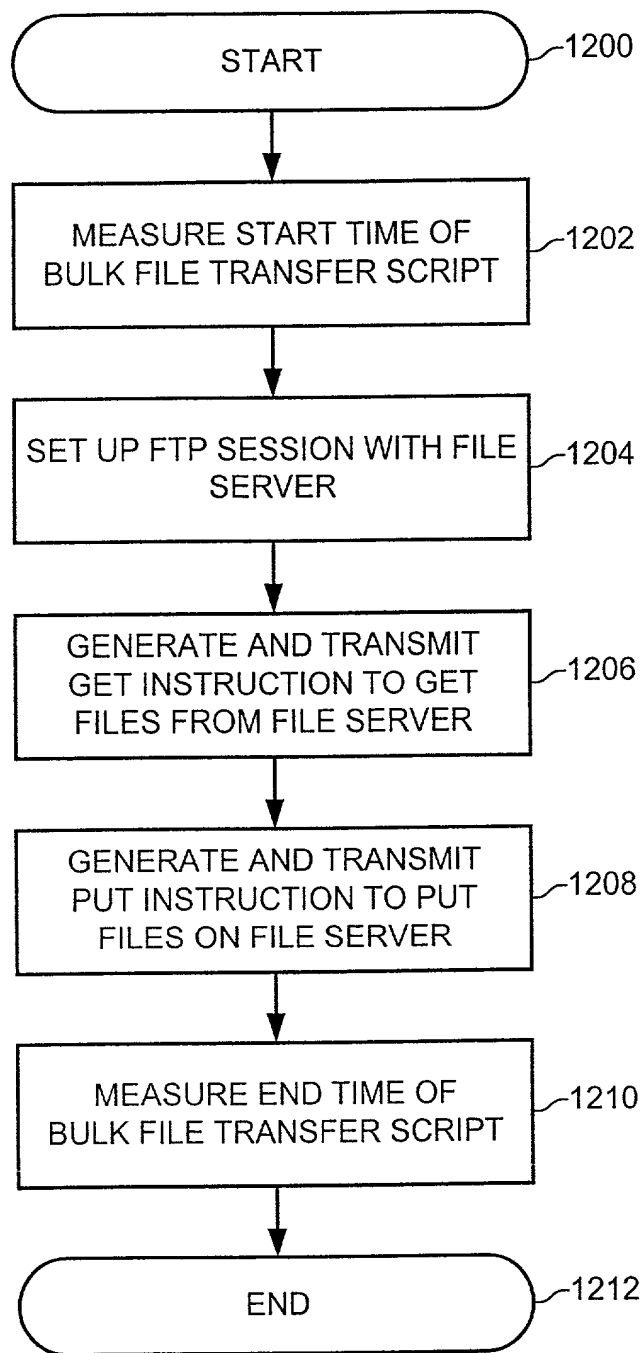 START
1200
MEASURE START TIME OF
BULK FILE TRANSFER SCRIPT
1202
SET UP FTP SESSION WITH FILE
SERVER
1204
GENERATE AND TRANSMIT
GET INSTRUCTION TO GET
FILES FROM FILE SERVER
1206
GENERATE AND TRANSMIT
PUT INSTRUCTION TO PUT
FILES ON FILE SERVER
1208
MEASURE END TIME OF
BULK FILE TRANSFER SCRIPT
1210
END
1212